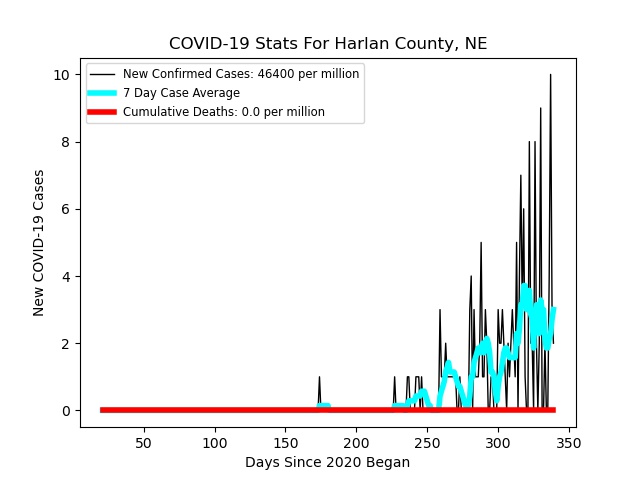 COVID-19 Stats For Harlan County, NE
New Confirmed Cases: 46400 per million
7 Day Case Average
Cumulative Deaths: 0.0 per million
New COVID-19 Cases
10
8
6
4
2
0
50 100 150 200 250 300 350
Days Since 2020 Began